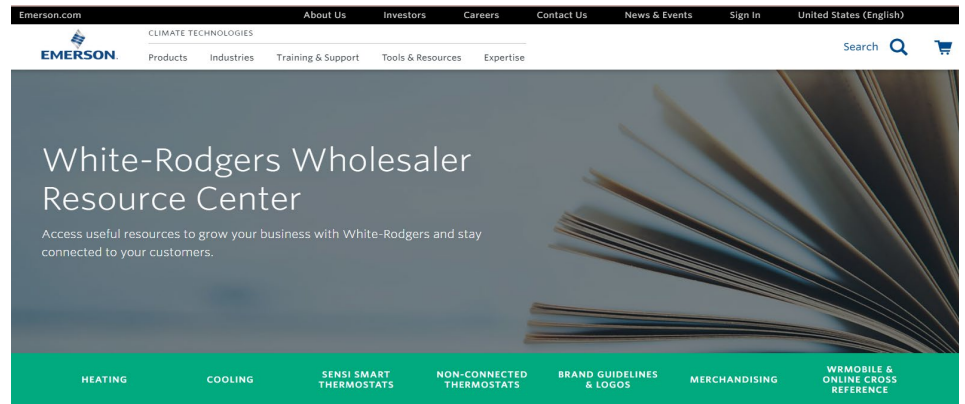 Emerson.com About Us Investors Careers Contact Us News & Events Sign In United States (English)
EMERSON.
CLIMATE TECHNOLOGIES
Products Industries Training & Support Tools & Resources Expertise
Search
White-Rodgers Wholesaler
Resource Center
Access useful resources to grow your business with White-Rodgers and stay
connected to your customers.
HEATING
COOLING
SENSI SMART
THERMOSTATS
NON-CONNECTED
THERMOSTATS
BRAND GUIDELINES
& LOGOS
MERCHANDISING
WRMOBILE &
ONLINE CROSS
REFERENCE